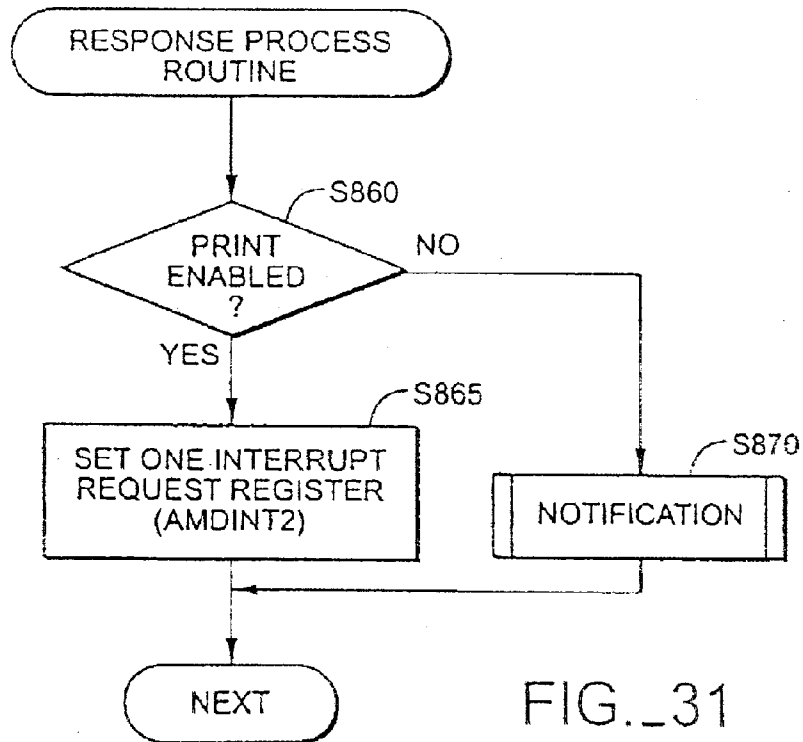 RESPONSE PROCESS
ROUTINE
S860
PRINT
ENABLED
?
NO
YES
S865
SET ONE INTERRUPT
REQUEST REGISTER
(AMDINT2)
S870
NOTIFICATION
NEXT
FIG._31